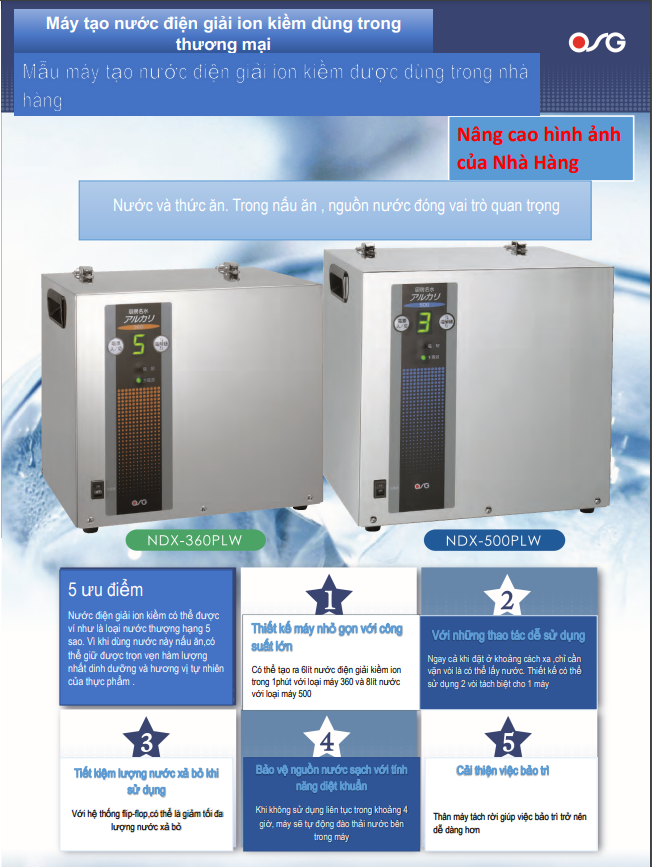 Máy tạo nước điện giải ion kiềm dùng trong
thương mại
OSG
Mẫu máy tạo nước điện giải ion kiềm được dùng trong nhà
hàng
Nâng cao hình ảnh
của Nhà Hàng
Nước và thức ăn. Trong nấu ăn , nguồn nước đóng vai trò quan trọng
アルカリ
360
5
OSG
アルカリ
500
3
OSG
NDX-360PLW
NDX-500PLW
5 ưu điểm
Nước điện giải ion kiềm có thể được
ví như là loại nước thượng hạng 5
sao. Vì khi dùng nước này nấu ăn,có
thể giữ được trọn vẹn hàm lượng
nhất dinh dưỡng và hương vị tự nhiên
của thực phẩm .
1
Thiết kế máy nhỏ gọn với công
suất lớn
Có thể tạo ra 6lít nước điện giải kiềm ion
trong 1phút với loại máy 360 và 8lít nước
với loại máy 500
2
Với những thao tác dễ sử dụng
Ngay cả khi đặt ở khoảng cách xa ,chỉ cần
vặn vòi là có thể lấy nước. Thiết kế có thể
sử dụng 2 vòi tách biệt cho 1 máy
3
Tiết kiệm lượng nước xả bỏ khi
sử dụng
Với hệ thống flip-flop,có thể là giảm tối đa
lượng nước xả bỏ
4
Bảo vệ nguồn nước sạch với tính
năng diệt khuẩn
Khi không sử dụng liên tục trong khoảng 4
giờ, máy sẽ tự động đào thải nước bên
trong máy
5
Cải thiện việc bảo trì
Thân máy tách rời giúp việc bảo trì trở nên
dễ dàng hơn